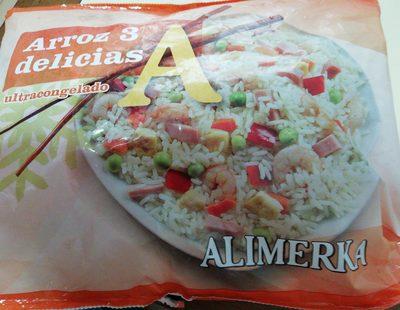 Arroz 3
delicias
ultracongelado
A
ALIMERKA